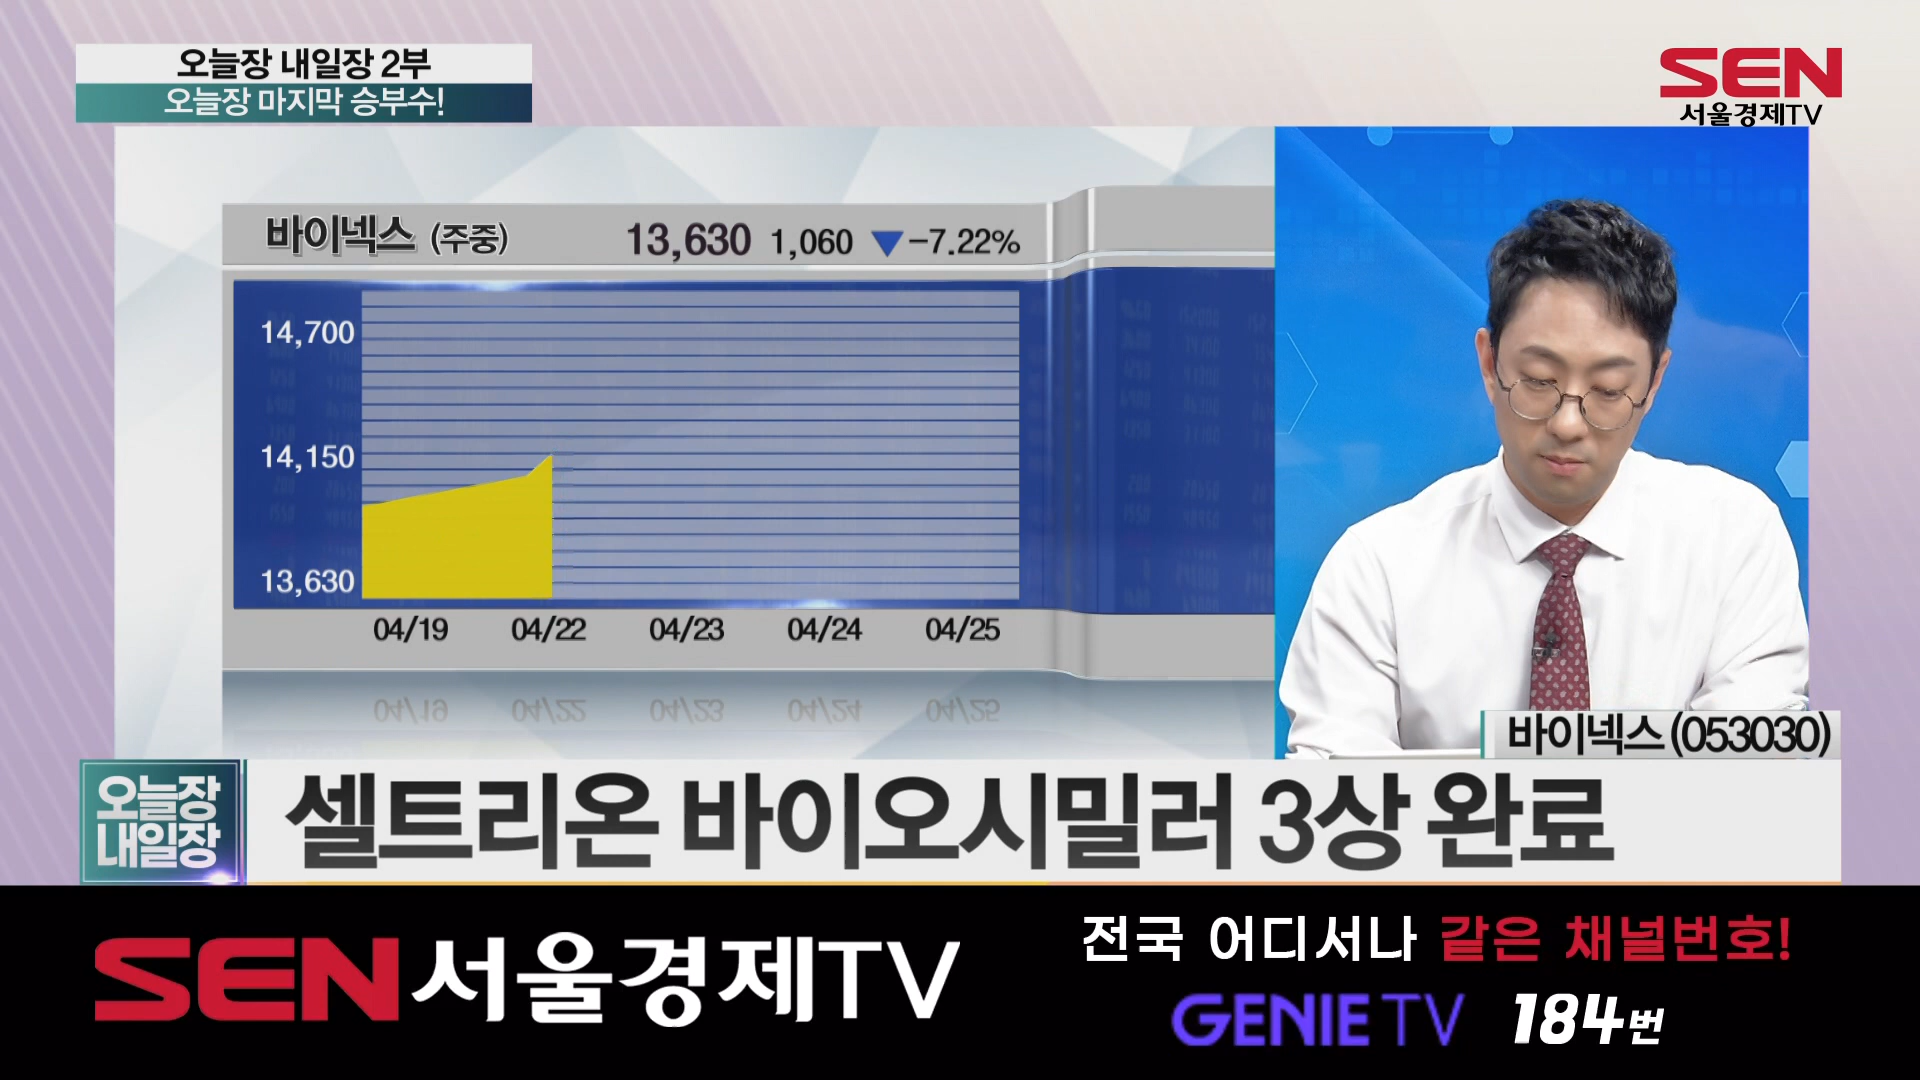 오늘장 내일장 2부
오늘장 마지막 승부수!
SEN
서울경제TV
바이넥스 (주중) 13,630 1,060 ▼-7.22%
14,700
14,150
13,630
04/19 04/22 04/23 04/24 04/25
바이넥스(053030)
오늘장
내일장
셀트리온 바이오시밀러 3상 완료
SEN서울경제TV
전국 어디서나 같은 채널번호!
GENIE TV 184번